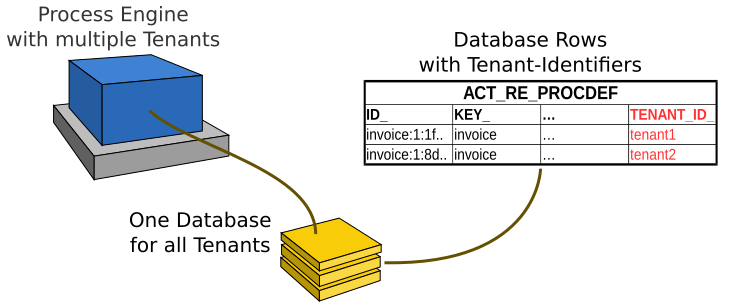 Process Engine
with multiple Tenants
Database Rows
with Tenant-Identifiers
ACT_RE_PROCDEF
ID_ KEY_ ... TENANT_ID_
invoice:1:1f.. invoice ... tenant1
invoice:1:8d.. invoice ... tenant2
One Database
for all Tenants